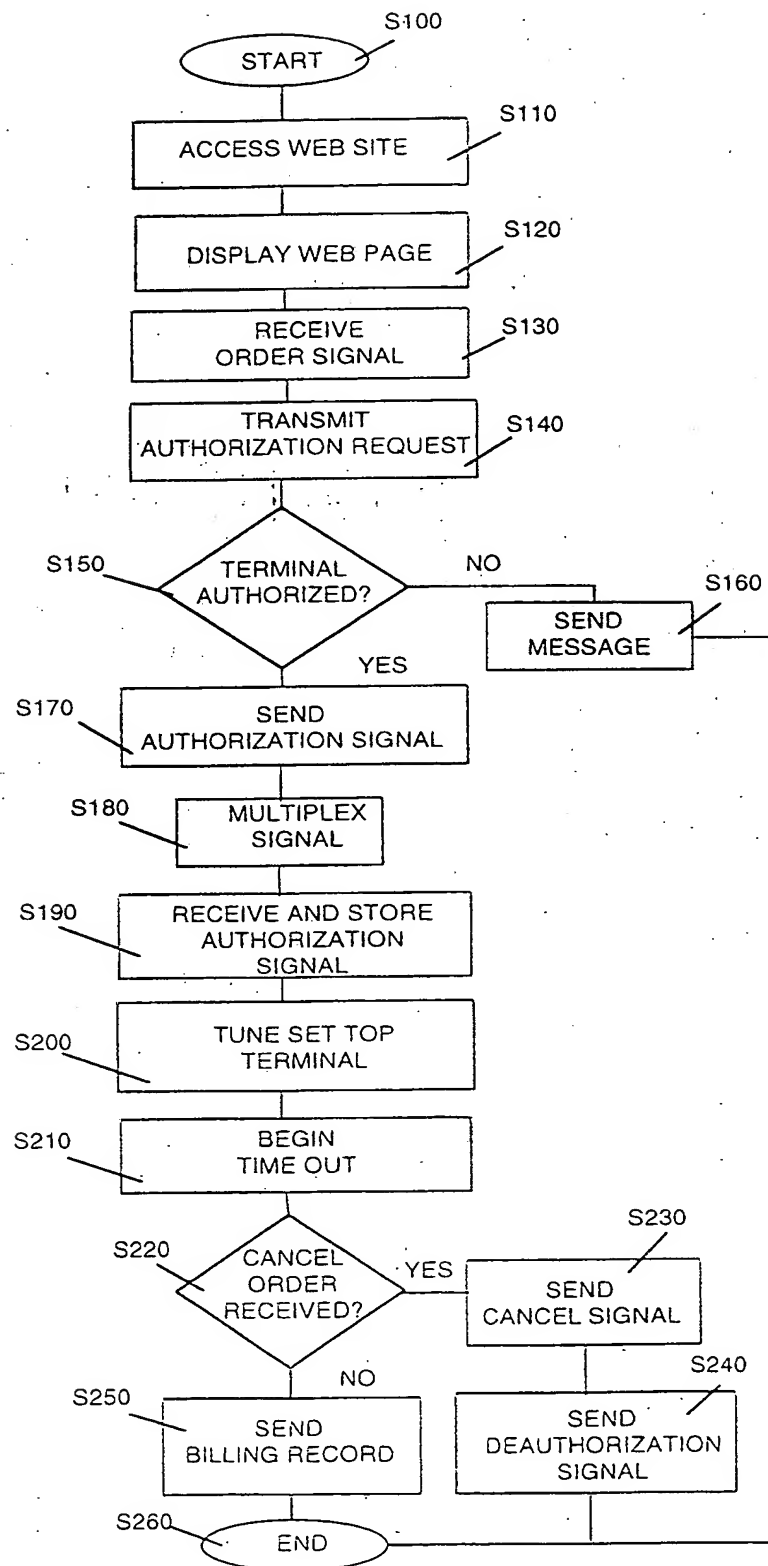 S100
START
S110
ACCESS WEB SITE
S120
DISPLAY WEB PAGE
S130
RECEIVE
ORDER SIGNAL
TRANSMIT
AUTHORIZATION REQUEST
S140
S150
TERMINAL
AUTHORIZED?
NO
S160
SEND
MESSAGE
YES
S170
SEND
AUTHORIZATION SIGNAL
S180
MULTIPLEX
SIGNAL
S190
RECEIVE AND STORE
AUTHORIZATION
SIGNAL
S200
TUNE SET TOP
TERMINAL
S210
BEGIN
TIME OUT
S220
CANCEL
ORDER
RECEIVED?
YES
S230
SEND
CANCEL SIGNAL
NO
S240
SEND
DEAUTHORIZATION
SIGNAL
S250
SEND
BILLING RECORD
S260
END